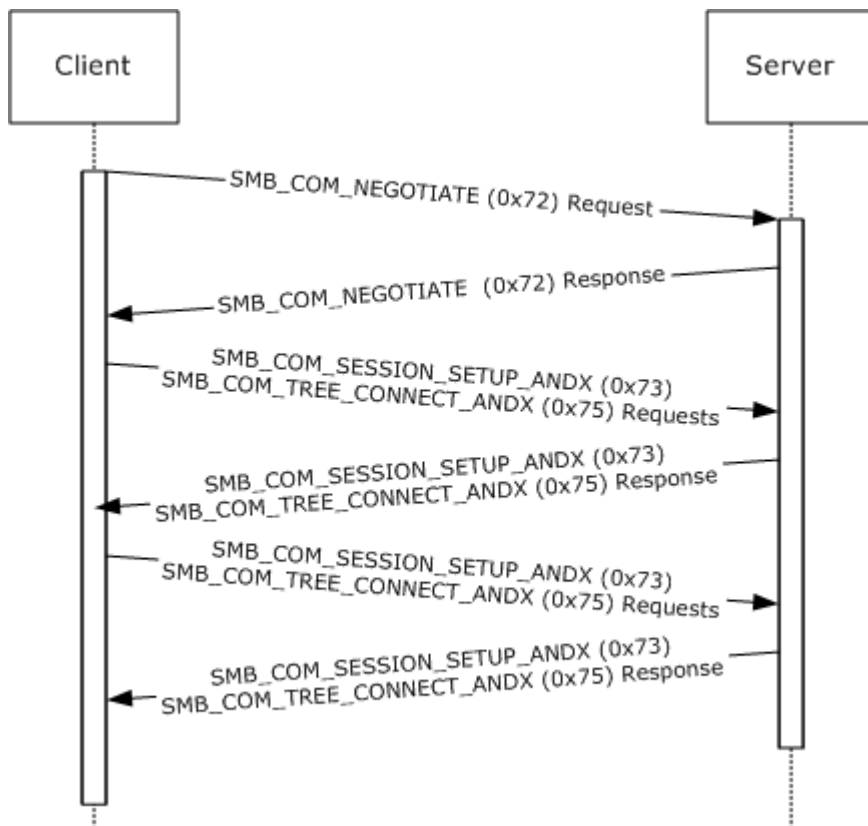 Client
Server
SMB_COM_NEGOTIATE (0x72) Request
SMB_COM_NEGOTIATE  (0x72) Response
SMB_COM_SESSION_SETUP_ANDX (0x73)
SMB_COM_TREE_CONNECT_ANDX (0x75) Requests
SMB_COM_SESSION_SETUP_ANDX (0x73)
SMB_COM_TREE_CONNECT_ANDX (0x75) Response
SMB_COM_SESSION_SETUP_ANDX (0x73)
SMB_COM_TREE_CONNECT_ANDX (0x75) Requests
SMB_COM_SESSION_SETUP_ANDX (0x73)
SMB_COM_TREE_CONNECT_ANDX (0x75) Response